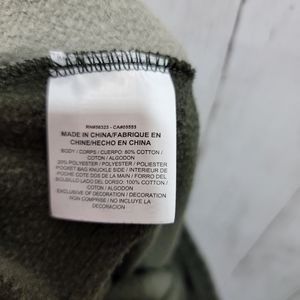 RN#56323 - CA#05553
MADE IN CHINA/FABRIQUE EN
CHINE/HECHO EN CHINA
BODY / CORPS / CUERPO: 80% COTTON /
COTON / ALGODON
20% POLYESTER / POLYESTER / POLIESTER
POCKET BAG KNUCKLE SIDE / INTERIEUR DE
POCHE COTE DOS DE LA MAIN / FORRO DEL
BOLSILLO LADO DEL DORSO: 100% COTTON /
COTON / ALGODON
EXCLUSIVE OF DECORATION / DECORATION
NON COMPRISE / NO INCLUYE LA
DECORACION